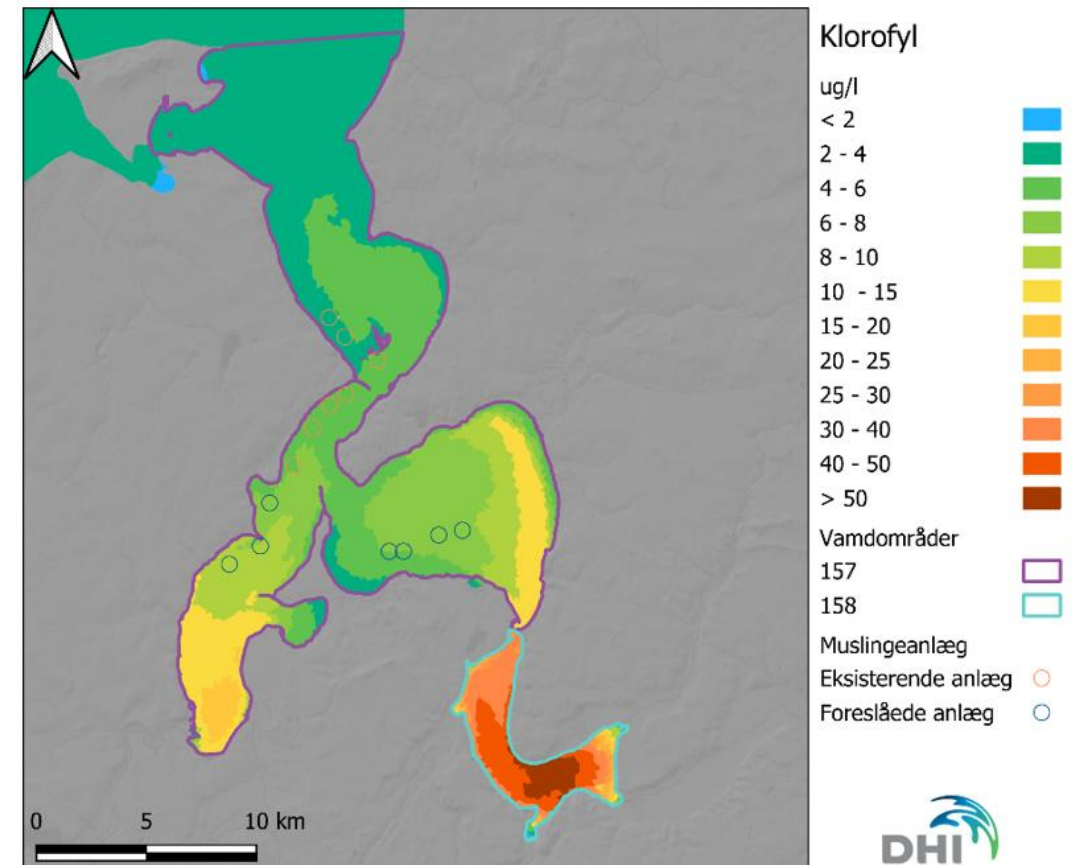 Klorofyl
ug/l
< 2
2 - 4
4 - 6
6 - 8
8 - 10
10 - 15
15 - 20
20 - 25
25 - 30
30 - 40
40 - 50
> 50
Vamdområder
157
158
Muslingeanlæg
Eksisterende anlæg
Foreslåede anlæg
0 5 10 km
DHI